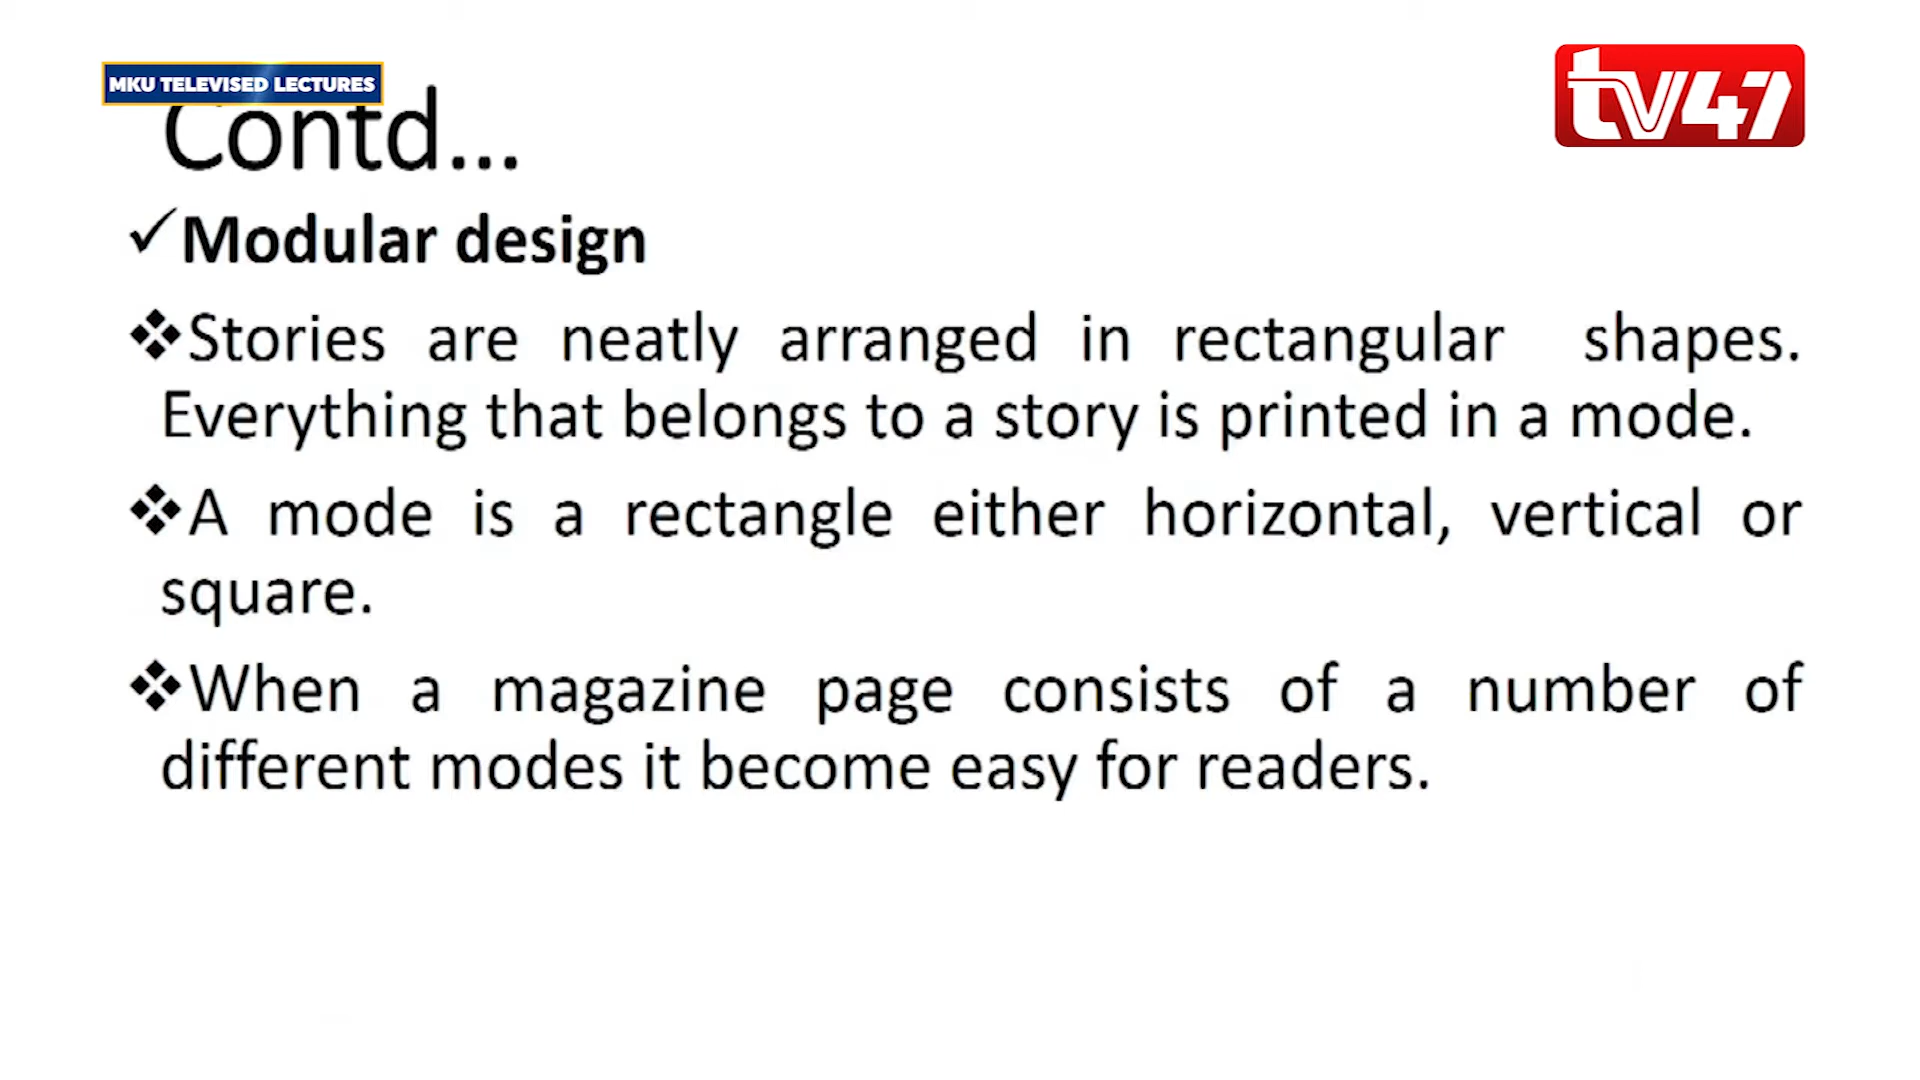 MKU TELEVISED LECTURES
tv47
Contd...
Modular design
Stories are neatly arranged in rectangular shapes.
Everything that belongs to a story is printed in a mode.
A mode is a rectangle either horizontal, vertical or
square.
When a magazine page consists of a number of
different modes it become easy for readers.